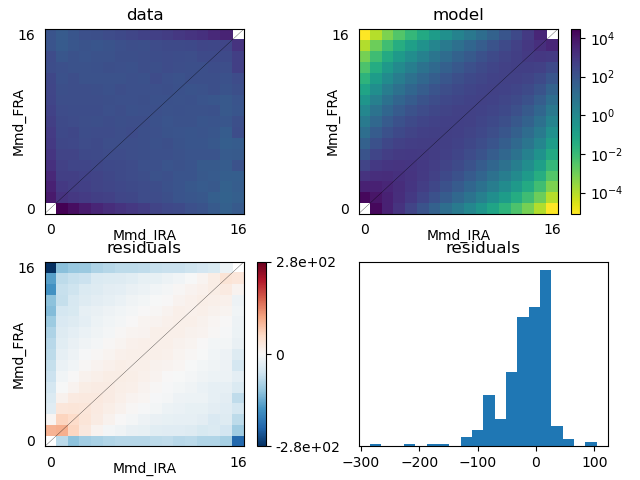 data
16
Mmd_FRA
0
0
16
Mmd_IRA
model
16
Mmd_FRA
0
0
16
Mmd_IRA
10^4
10^2
10^0
10^−2
10^−4
residuals
16
Mmd_FRA
0
0
16
Mmd_IRA
2.8e+02
0
-2.8e+02
residuals
−300
−200
−100
0
100